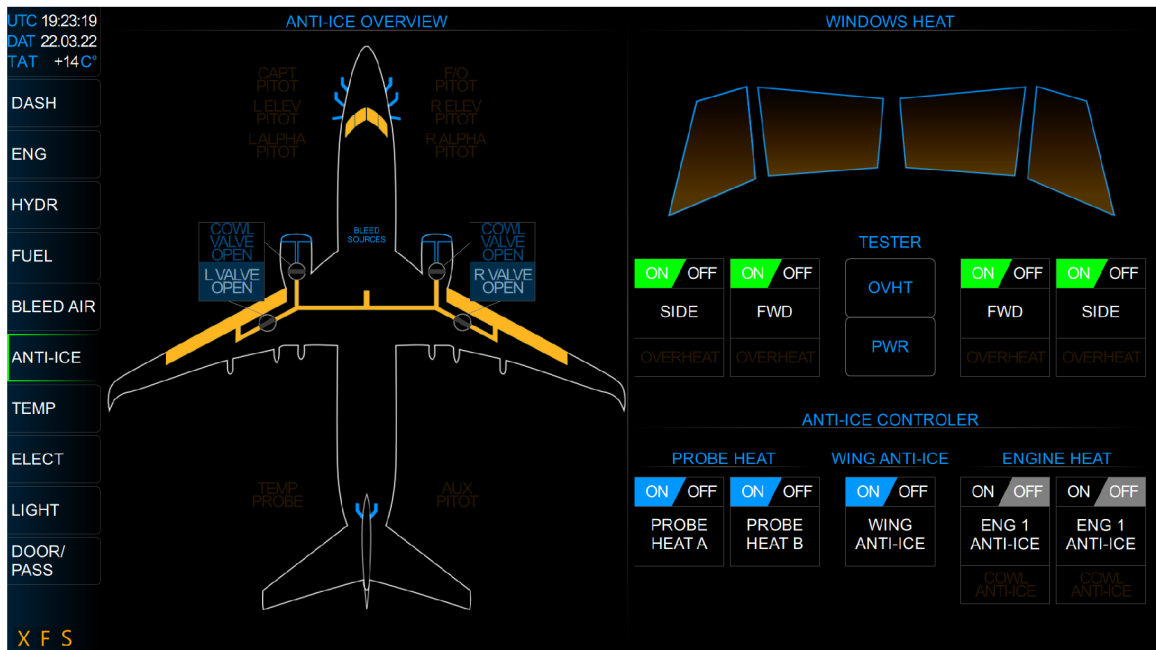 UTC 19:23:19
DAT 22.03.22
TAT +14 C°
DASH
ENG
HYDR
FUEL
BLEED AIR
ANTI-ICE
TEMP
ELECT
LIGHT
DOOR/
PASS
X F S
ANTI-ICE OVERVIEW
CAPT
PITOT
F/O
PITOT
L ELEV
PITOT
R ELEV
PITOT
L ALPHA
PITOT
R ALPHA
PITOT
COWL
VALVE
OPEN
L VALVE
OPEN
BLEED
SOURCES
COWL
VALVE
OPEN
R VALVE
OPEN
TEMP
PROBE
AUX
PITOT
WINDOWS HEAT
TESTER
ON OFF
SIDE
OVERHEAT
ON OFF
FWD
OVERHEAT
OVHT
PWR
ON OFF
FWD
OVERHEAT
ON OFF
SIDE
OVERHEAT
ANTI-ICE CONTROLER
PROBE HEAT
WING ANTI-ICE
ENGINE HEAT
ON OFF
PROBE
HEAT A
ON OFF
PROBE
HEAT B
ON OFF
WING
ANTI-ICE
ON OFF
ENG 1
ANTI-ICE
COWL
ANTI-ICE
ON OFF
ENG 1
ANTI-ICE
COWL
ANTI-ICE